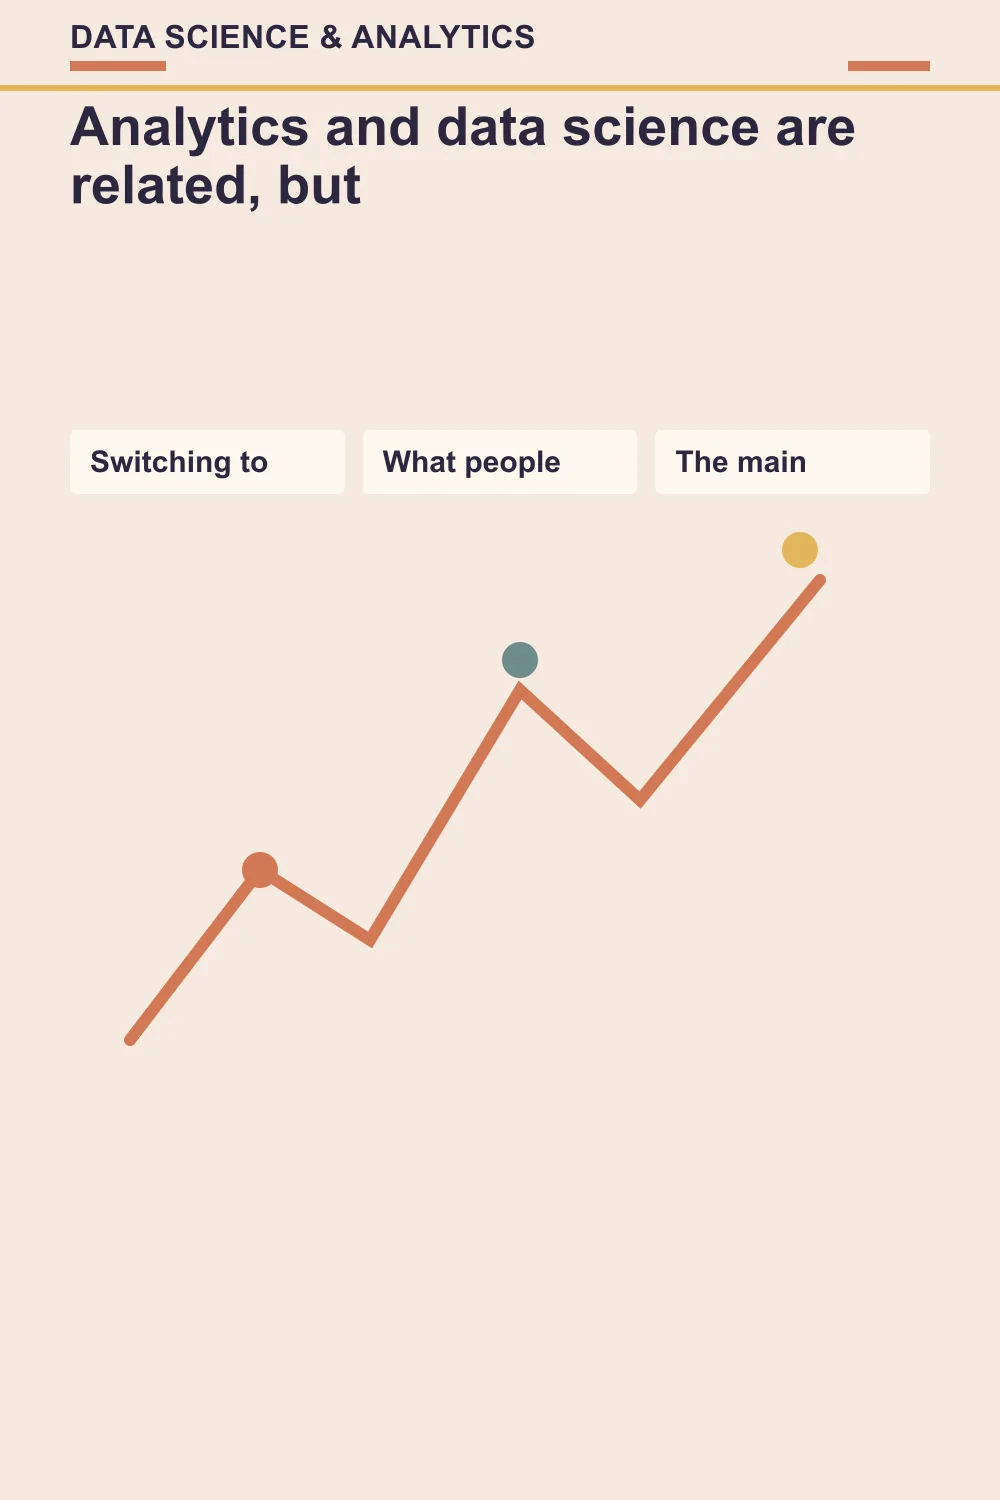 DATA SCIENCE & ANALYTICS
Analytics and data science are
related, but
Switching to
What people
The main